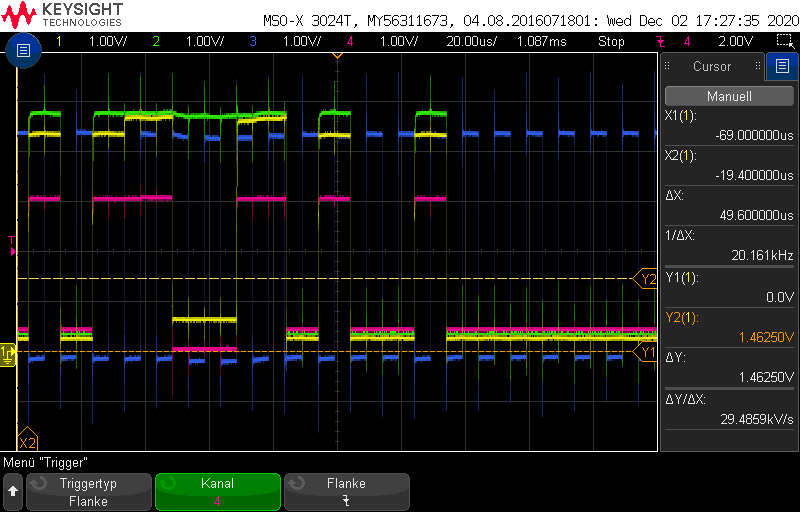 KEYSIGHT
TECHNOLOGIES
MSO-X 3024T, MY56311673, 04.08.2016071801: Wed Dec 02 17:27:35 2020
1 1.00V/ 2 1.00V/ 3 1.00V/ 4 1.00V/ 20.00us/ 1.087ms Stop 4 2.00V
Cursor
Manuell
X1(1):
-69.000000us
X2(1):
-19.400000us
ΔX:
49.600000us
1/ΔX:
20.161kHz
Y1(1):
0.0V
Y2(1):
1.46250V
ΔY:
1.46250V
ΔY/ΔX:
29.4859kV/s
T
Y2
1
Y1
X2
Menü "Trigger"
Triggertyp
Flanke
Kanal
4
Flanke